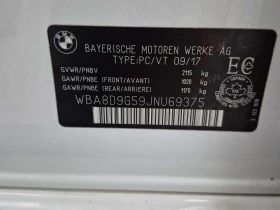 BAYERISCHE MOTOREN WERKE AG
TYPE:PC/VT 09/17
EC
GVWR/PNBV 2115 kg
GAWR/PNBE (FRONT/AVANT) 1020 kg
GAWR/PNBE (REAR/ARRIERE) 1170 kg
WBA8D9G59JNU69375